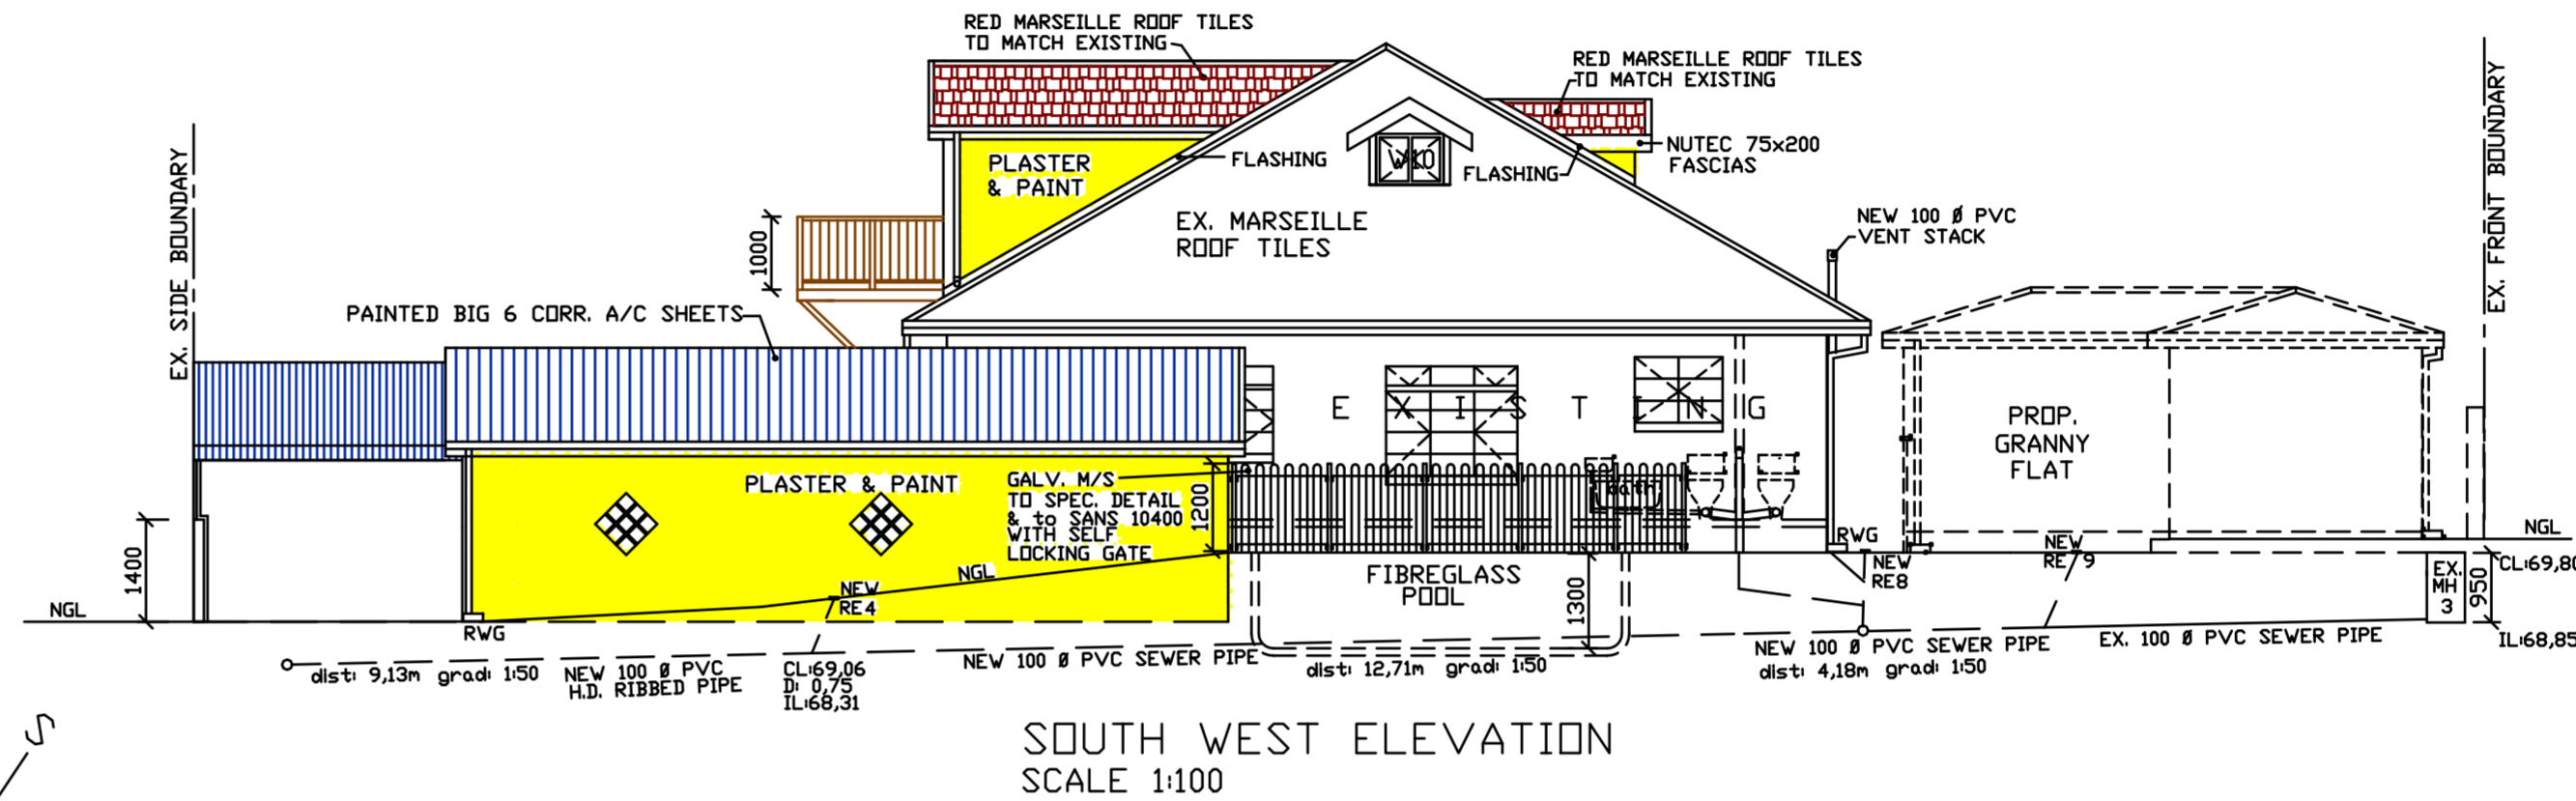 RED MARSEILLE ROOF TILES
TO MATCH EXISTING
RED MARSEILLE ROOF TILES
TO MATCH EXISTING
EX. SIDE BOUNDARY
EX. FRONT BOUNDARY
PLASTER
& PAINT
FLASHING
W10
FLASHING
NUTEC 75x200
FASCIAS
EX. MARSEILLE
ROOF TILES
NEW 100 Ø PVC
VENT STACK
1000
PAINTED BIG 6 CORR. A/C SHEETS
EXISTING
PROP.
GRANNY
FLAT
PLASTER & PAINT
GALV. M/S
TO SPEC. DETAIL
& to SANS 10400
WITH SELF
LOCKING GATE
1200
bath
1400
NGL
NGL
NEW
RE4
RWG
FIBREGLASS
POOL
1300
RWG
NEW
RE8
NEW
RE 9
NGL
CL:69,80
EX.
MH
3
950
IL:68,85
dist: 9,13m grad: 1:50
NEW 100 Ø PVC
H.D. RIBBED PIPE
CL:69,06
D: 0,75
IL:68,31
NEW 100 Ø PVC SEWER PIPE
dist: 12,71m grad: 1:50
NEW 100 Ø PVC SEWER PIPE
dist: 4,18m grad: 1:50
EX. 100 Ø PVC SEWER PIPE
S
SOUTH WEST ELEVATION
SCALE 1:100